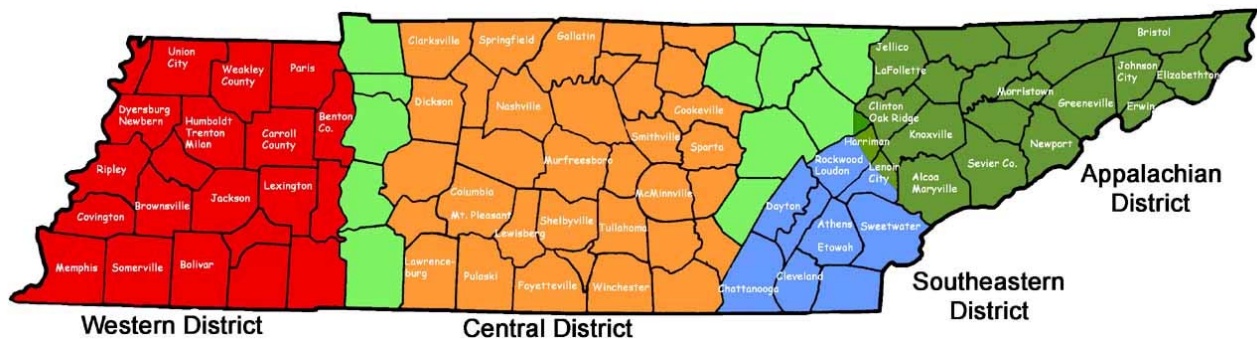 Union
City
Weakley
County
Paris
Dyersburg
Newbern
Humboldt
Trenton
Milan
Carroll
County
Benton
Co.
Ripley
Brownsville
Jackson
Lexington
Covington
Memphis
Somerville
Bolivar
Western District
Clarksville
Springfield
Gallatin
Dickson
Nashville
Cookeville
Smithville
Sparta
Murfreesboro
Columbia
Mt. Pleasant
McMinnville
Shelbyville
Lewisberg
Tullahoma
Lawrence-
burg
Pulaski
Fayetteville
Winchester
Central District
Rockwood
Loudon
Lenoir
City
Dayton
Athens
Etowah
Sweetwater
Chattanooga
Cleveland
Southeastern
District
Jellico
LaFollette
Clinton
Oak Ridge
Harriman
Knoxville
Morristown
Alcoa
Maryville
Sevier Co.
Newport
Greeneville
Bristol
Johnson
City
Elizabethton
Erwin
Appalachian
District